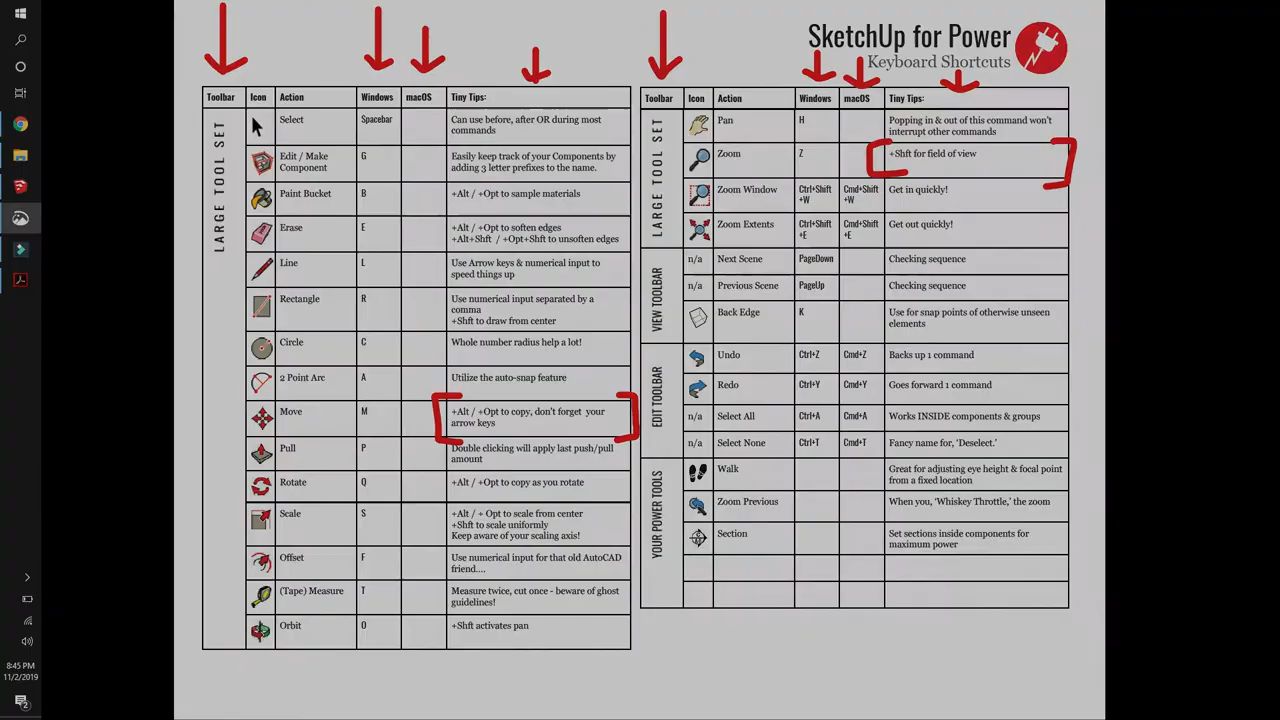 SketchUp for Power
Keyboard Shortcuts
Toolbar Icon Action Windows macOS Tiny Tips:
LARGE TOOL SET
Select Spacebar Can use before, after OR during most
commands
Edit / Make
Component
G
Easily keep track of your Components by
adding 3 letter prefixes to the name.
Paint Bucket B +Alt / +Opt to sample materials
Erase E +Alt / +Opt to soften edges
+Alt+Shft / +Opt+Shft to unsoften edges
Line L Use Arrow keys & numerical input to
speed things up
Rectangle R Use numerical input separated by a
comma
+Shft to draw from center
Circle C Whole number radius help a lot!
2 Point Arc A Utilize the auto-snap feature
Move M +Alt / +Opt to copy, don't forget your
arrow keys
Pull P Double clicking will apply last push/pull
amount
Rotate Q +Alt / +Opt to copy as you rotate
Scale S +Alt / + Opt to scale from center
+Shft to scale uniformly
Keep aware of your scaling axis!
Offset F Use numerical input for that old AutoCAD
friend....
(Tape) Measure T Measure twice, cut once - beware of ghost
guidelines!
Orbit O +Shft activates pan
Toolbar Icon Action Windows macOS Tiny Tips:
LARGE TOOL SET
Pan H Popping in & out of this command won't
interrupt other commands
Zoom Z +Shft for field of view
Zoom Window Ctrl+Shift Cmd+Shift Get in quickly!
+W +W
Zoom Extents Ctrl+Shift Cmd+Shift Get out quickly!
+E +E
VIEW TOOLBAR
n/a Next Scene PageDown Checking sequence
n/a Previous Scene PageUp Checking sequence
Back Edge K Use for snap points of otherwise unseen
elements
EDIT TOOLBAR
Undo Ctrl+Z Cmd+Z Backs up 1 command
Redo Ctrl+Y Cmd+Y Goes forward 1 command
n/a Select All Ctrl+A Cmd+A Works INSIDE components & groups
n/a Select None Ctrl+T Cmd+T Fancy name for, 'Deselect.'
YOUR POWER TOOLS
Walk Great for adjusting eye height & focal point
from a fixed location
Zoom Previous When you, 'Whiskey Throttle,' the zoom
Section Set sections inside components for
maximum power
8:45 PM
11/2/2019
2